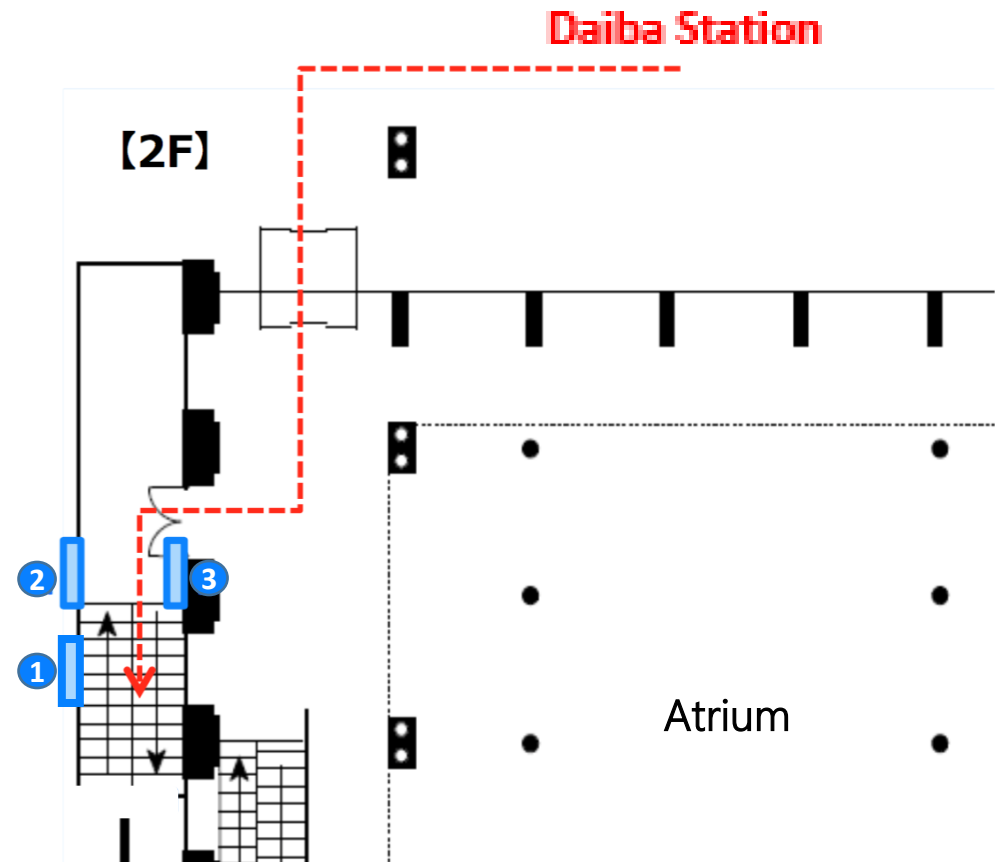 Daiba Station
【2F】
2
3
1
Atrium